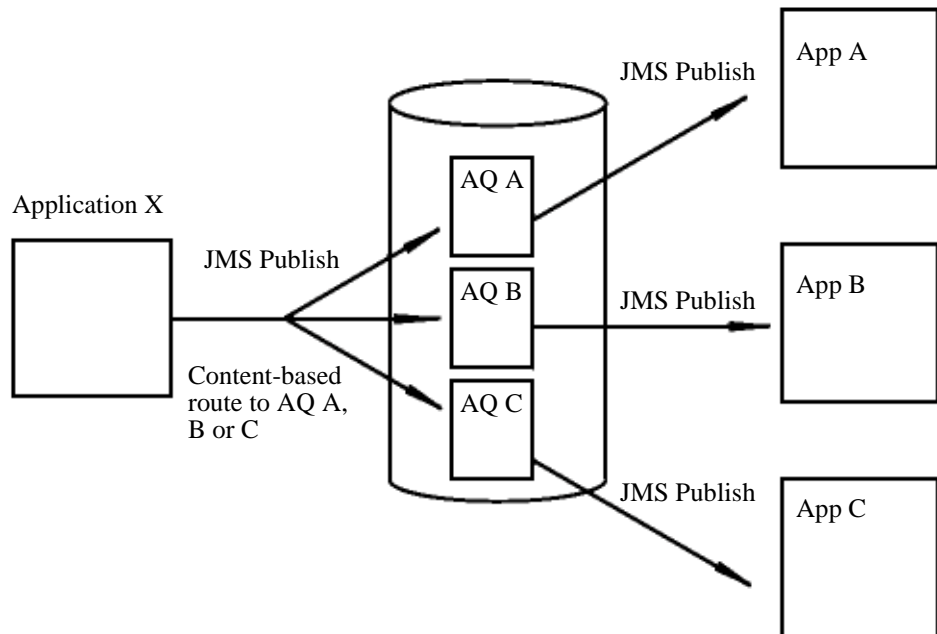 Application X
JMS Publish
Content-based
route to AQ A,
B or C
AQ A
AQ B
AQ C
JMS Publish
JMS Publish
JMS Publish
App A
App B
App C